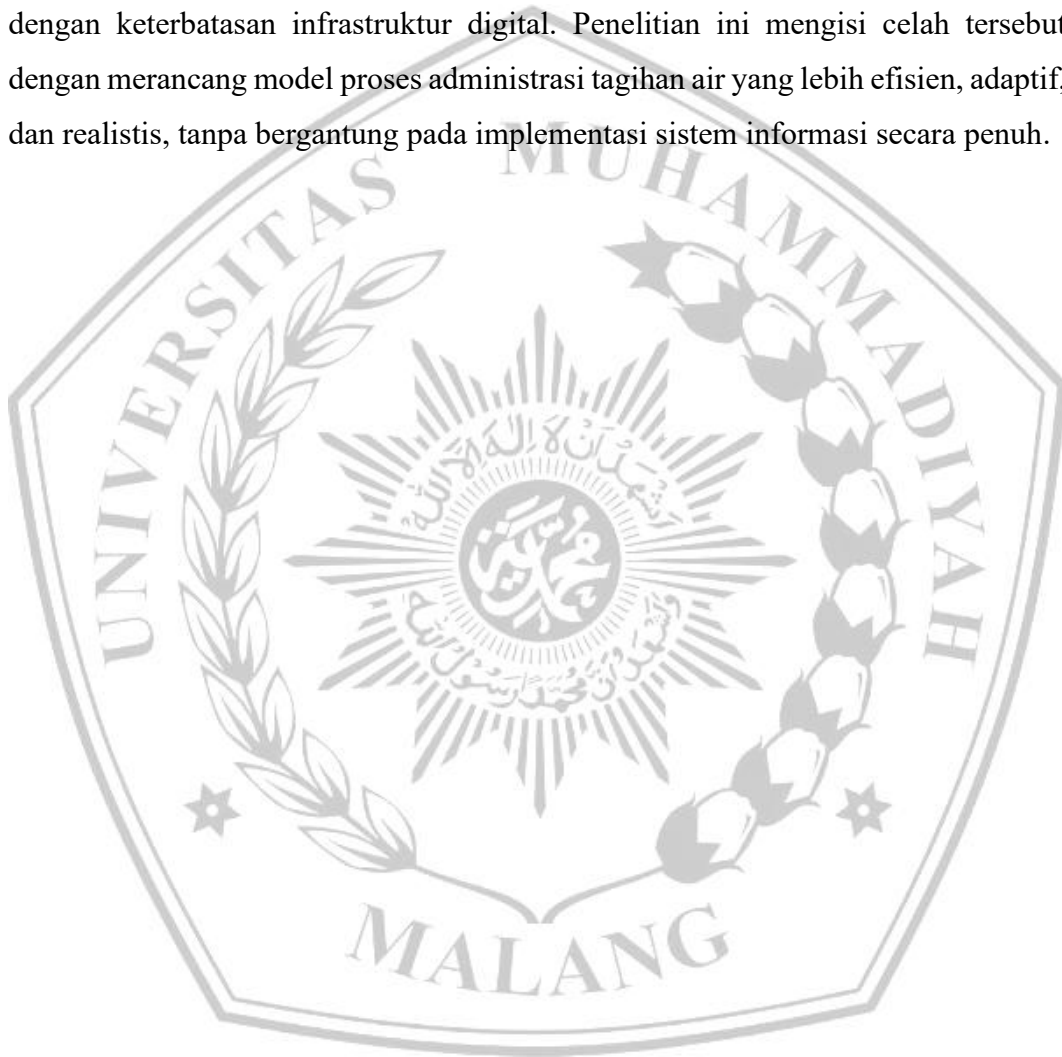 dengan keterbatasan infrastruktur digital. Penelitian ini mengisi celah tersebut
dengan merancang model proses administrasi tagihan air yang lebih efisien, adaptif,
dan realistis, tanpa bergantung pada implementasi sistem informasi secara penuh.
UNIVERSITAS MUHAMMADIYAH
MALANG